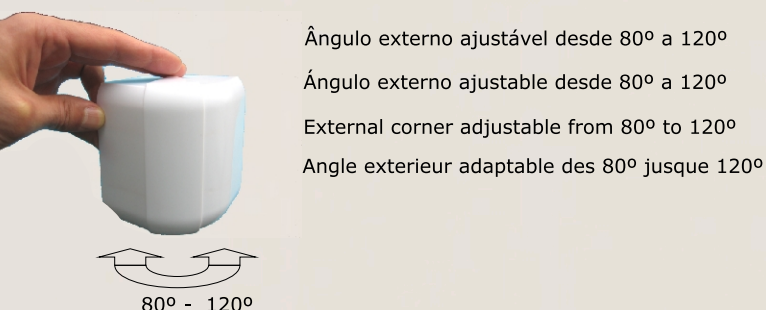 Ângulo externo ajustável desde 80º a 120º
Ángulo externo ajustable desde 80º a 120º
External corner adjustable from 80º to 120º
Angle exterieur adaptable des 80º jusque 120º
80º - 120º